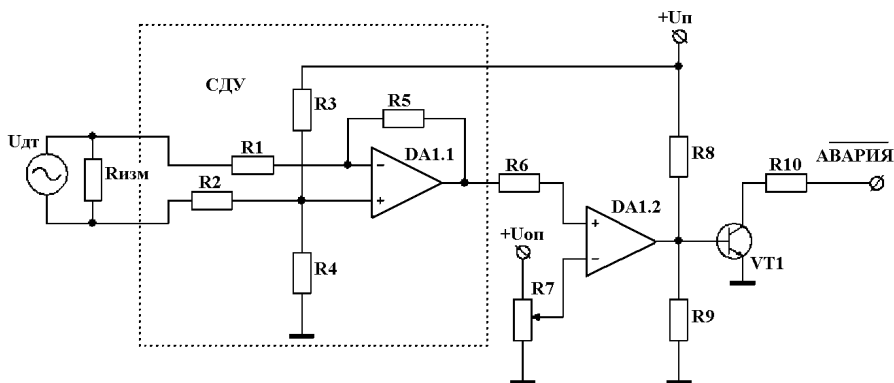 +Uп
СДУ
R3
R5
Uдт
R1
DA1.1
R8
R10
АВАРИЯ
Rизм
R2
R6
DA1.2
+Uоп
R4
R7
VT1
R9